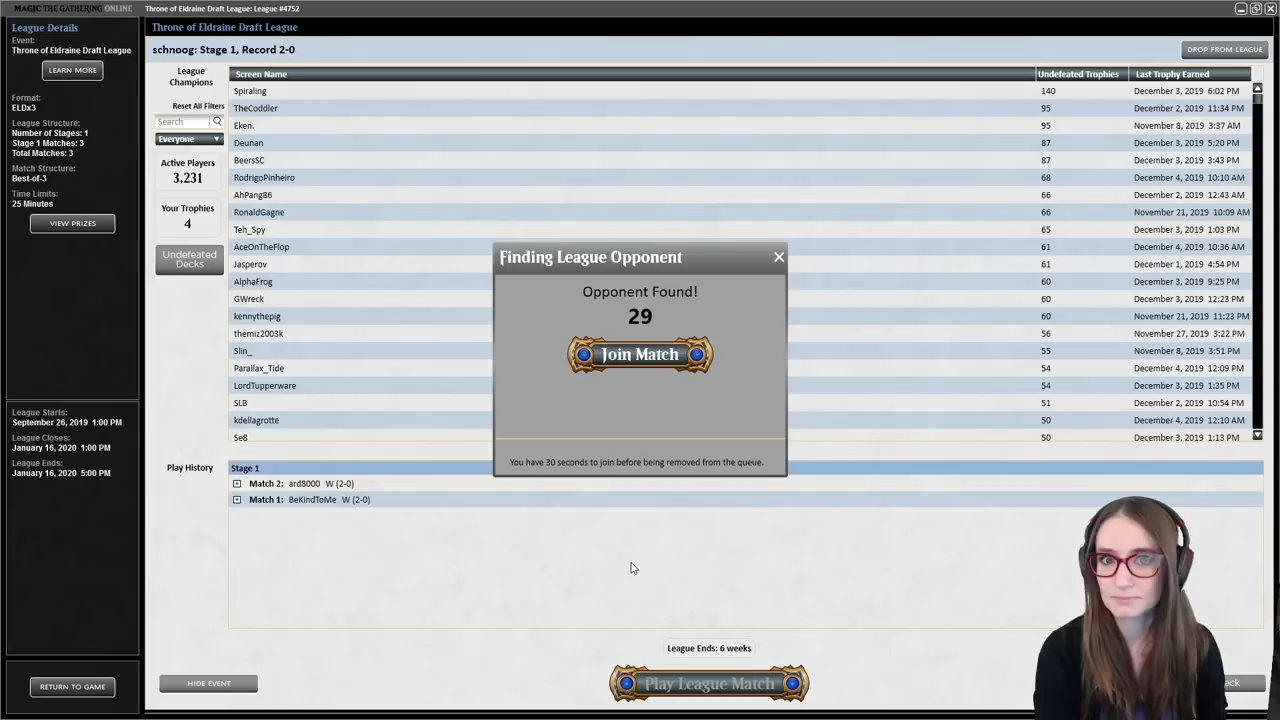 MAGIC THE GATHERING ONLINE
Throne of Eldraine Draft League: League #4752
League Details
Event:
Throne of Eldraine Draft League
LEARN MORE
Format:
ELDx3
League Structure:
Number of Stages: 1
Stage 1 Matches: 3
Total Matches: 3
Match Structure:
Best-of-3
Time Limits:
25 Minutes
VIEW PRIZES
League Starts:
September 26, 2019 1:00 PM
League Closes:
January 16, 2020 1:00 PM
League Ends:
January 16, 2020 5:00 PM
RETURN TO GAME
Throne of Eldraine Draft League
schnoog: Stage 1, Record 2-0
DROP FROM LEAGUE
League
Champions
Reset All Filters
Search
Everyone
Active Players
3,231
Your Trophies
4
Undefeated
Decks
Screen Name Undefeated Trophies Last Trophy Earned
Spiraling 140 December 3, 2019 6:02 PM
TheCoddler 95 December 2, 2019 11:34 PM
Eken. 95 November 8, 2019 3:37 AM
Deunan 87 December 3, 2019 5:20 PM
BeersSC 87 December 3, 2019 3:43 PM
RodrigoPinheiro 68 December 4, 2019 10:10 AM
AhPang86 66 December 2, 2019 12:43 AM
RonaldGagne 66 November 21, 2019 10:09 AM
Teh_Spy 65 December 3, 2019 1:03 PM
AceOnTheFlop 61 December 4, 2019 10:36 AM
Jasperov 61 December 1, 2019 4:54 PM
AlphaFrog 60 December 3, 2019 9:25 PM
GWreck 60 December 3, 2019 12:23 PM
kennythepig 60 November 21, 2019 11:23 PM
themiz2003k 56 November 27, 2019 3:22 PM
Slin_ 55 November 8, 2019 3:51 PM
Parallax_Tide 54 December 4, 2019 12:09 PM
LordTupperware 54 December 3, 2019 1:35 PM
SLB 51 December 2, 2019 10:54 PM
kdellagrotte 50 December 4, 2019 12:10 AM
Se8 50 December 3, 2019 1:13 PM
Finding League Opponent
Opponent Found!
29
Join Match
You have 30 seconds to join before being removed from the queue.
Play History
Stage 1
Match 2: ard8000 W (2-0)
Match 1: BeKindToMe W (2-0)
League Ends: 6 weeks
HIDE EVENT
Play League Match